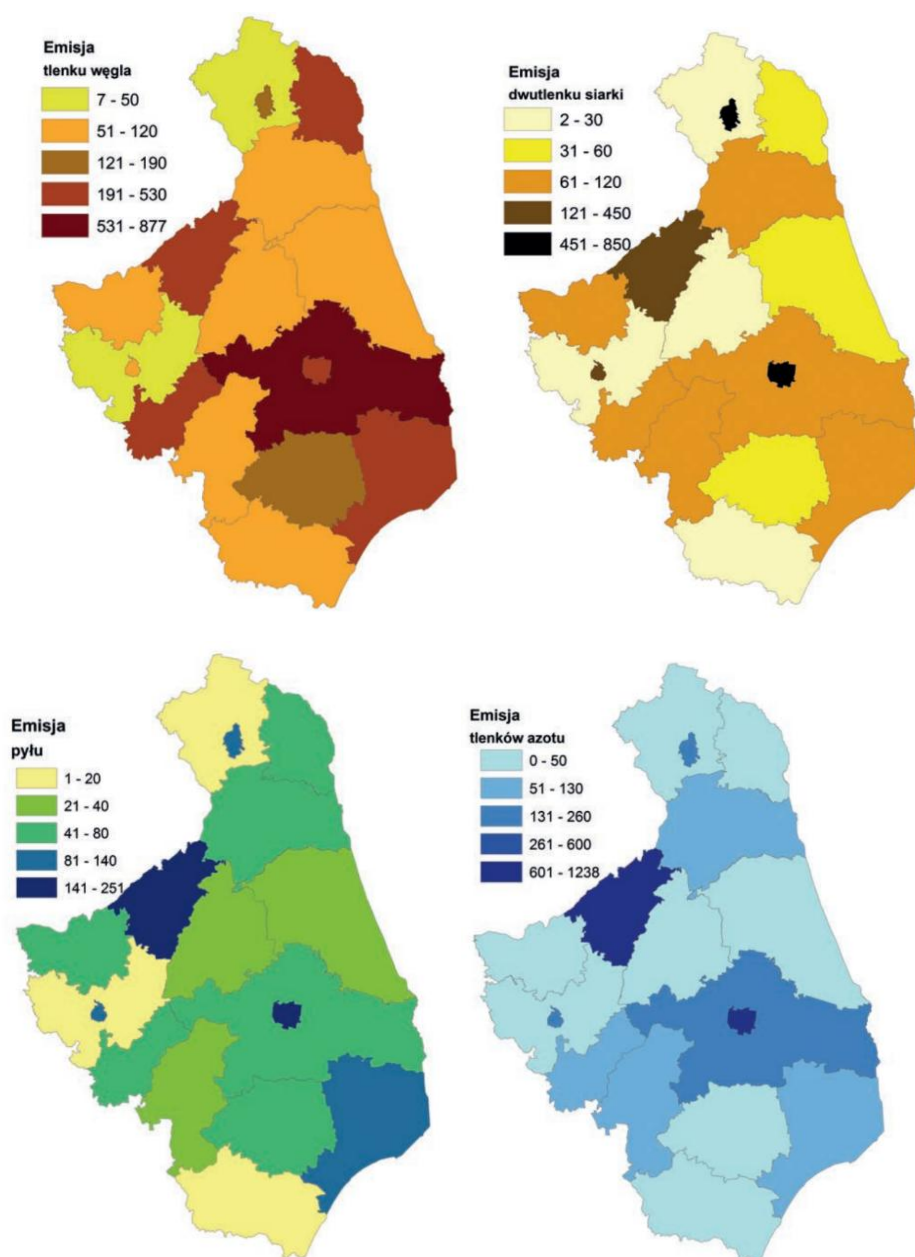 Emisja
tlenku węgla
7 - 50
51 - 120
121 - 190
191 - 530
531 - 877
Emisja
dwutlenku siarki
2 - 30
31 - 60
61 - 120
121 - 450
451 - 850
Emisja
pyłu
1 - 20
21 - 40
41 - 80
81 - 140
141 - 251
Emisja
tlenków azotu
0 - 50
51 - 130
131 - 260
261 - 600
601 - 1238